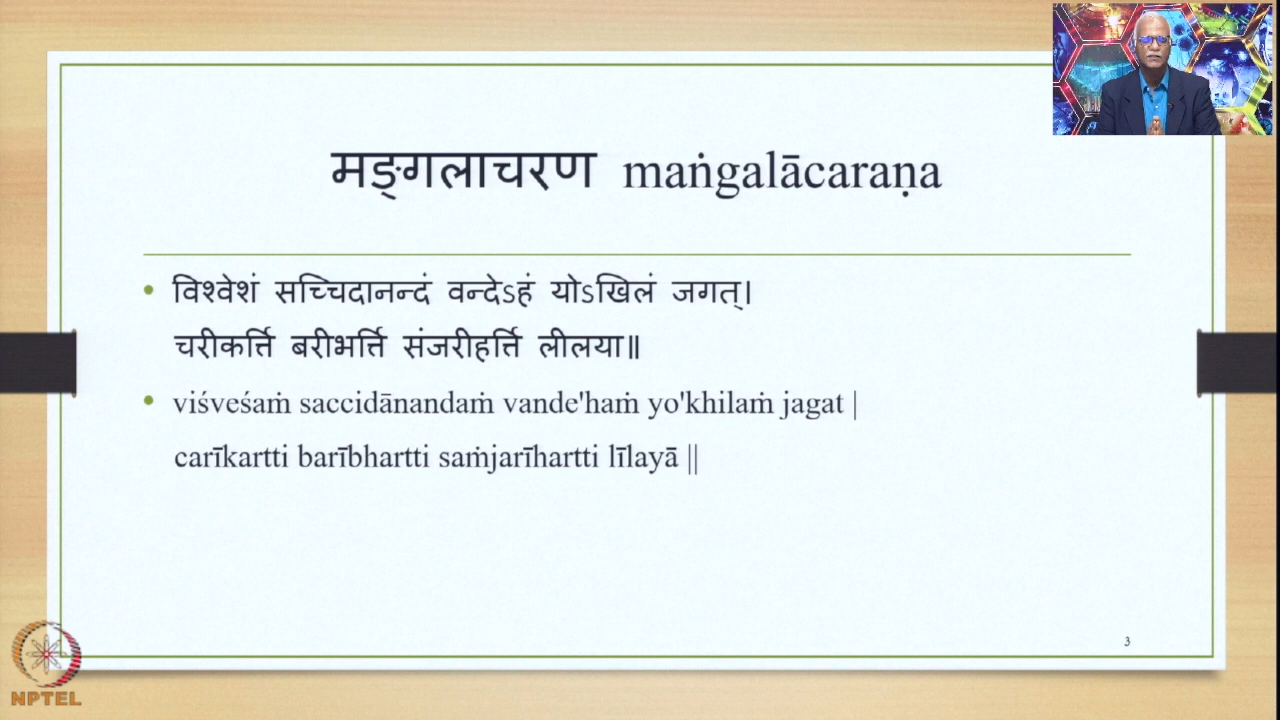 मङ्गलाचरण maṅgalācaraṇa
• विश्वेशं सच्चिदानन्दं वन्देऽहं योऽखिलं जगत्।
चरीकर्त्ति बरीभर्त्ति संजरीहर्त्ति लीलया॥
• viśveśaṁ saccidānandaṁ vande'haṁ yo'khilaṁ jagat |
carīkartti barībhartti saṁjarīhartti līlayā ||
3
NPTEL